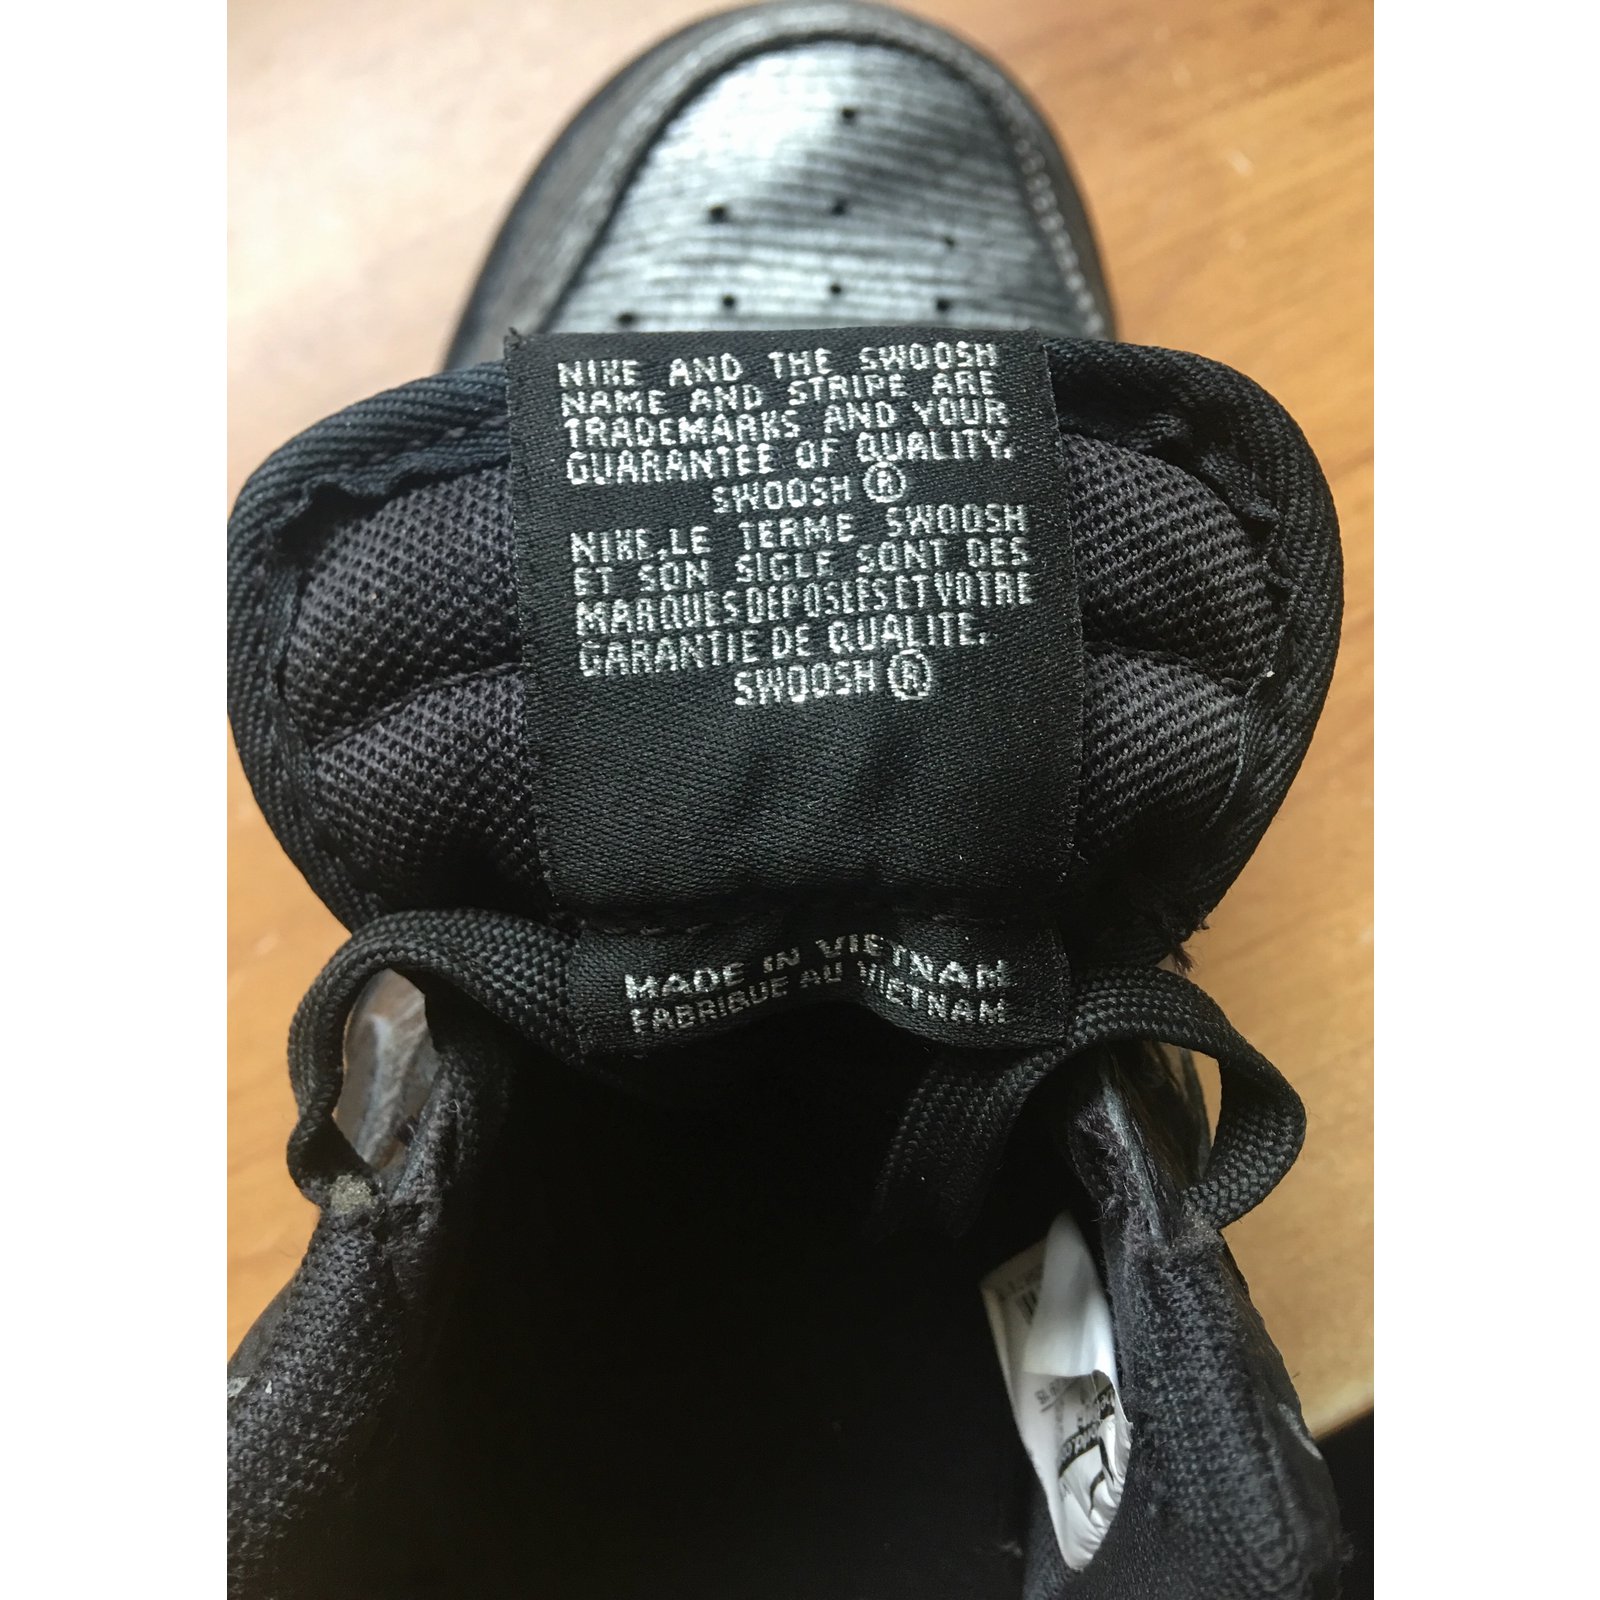 NIKE AND THE SWOOSH
NAME AND STRIPE ARE
TRADEMARKS AND YOUR
GUARANTEE OF QUALITY.
SWOOSH ®
NIKE, LE TERME SWOOSH
ET SON SIGLE SONT DES
MARQUES DEPOSEES ET VOTRE
GARANTIE DE QUALITE.
SWOOSH ®
MADE IN VIETNAM
FABRIQUE AU VIETNAM